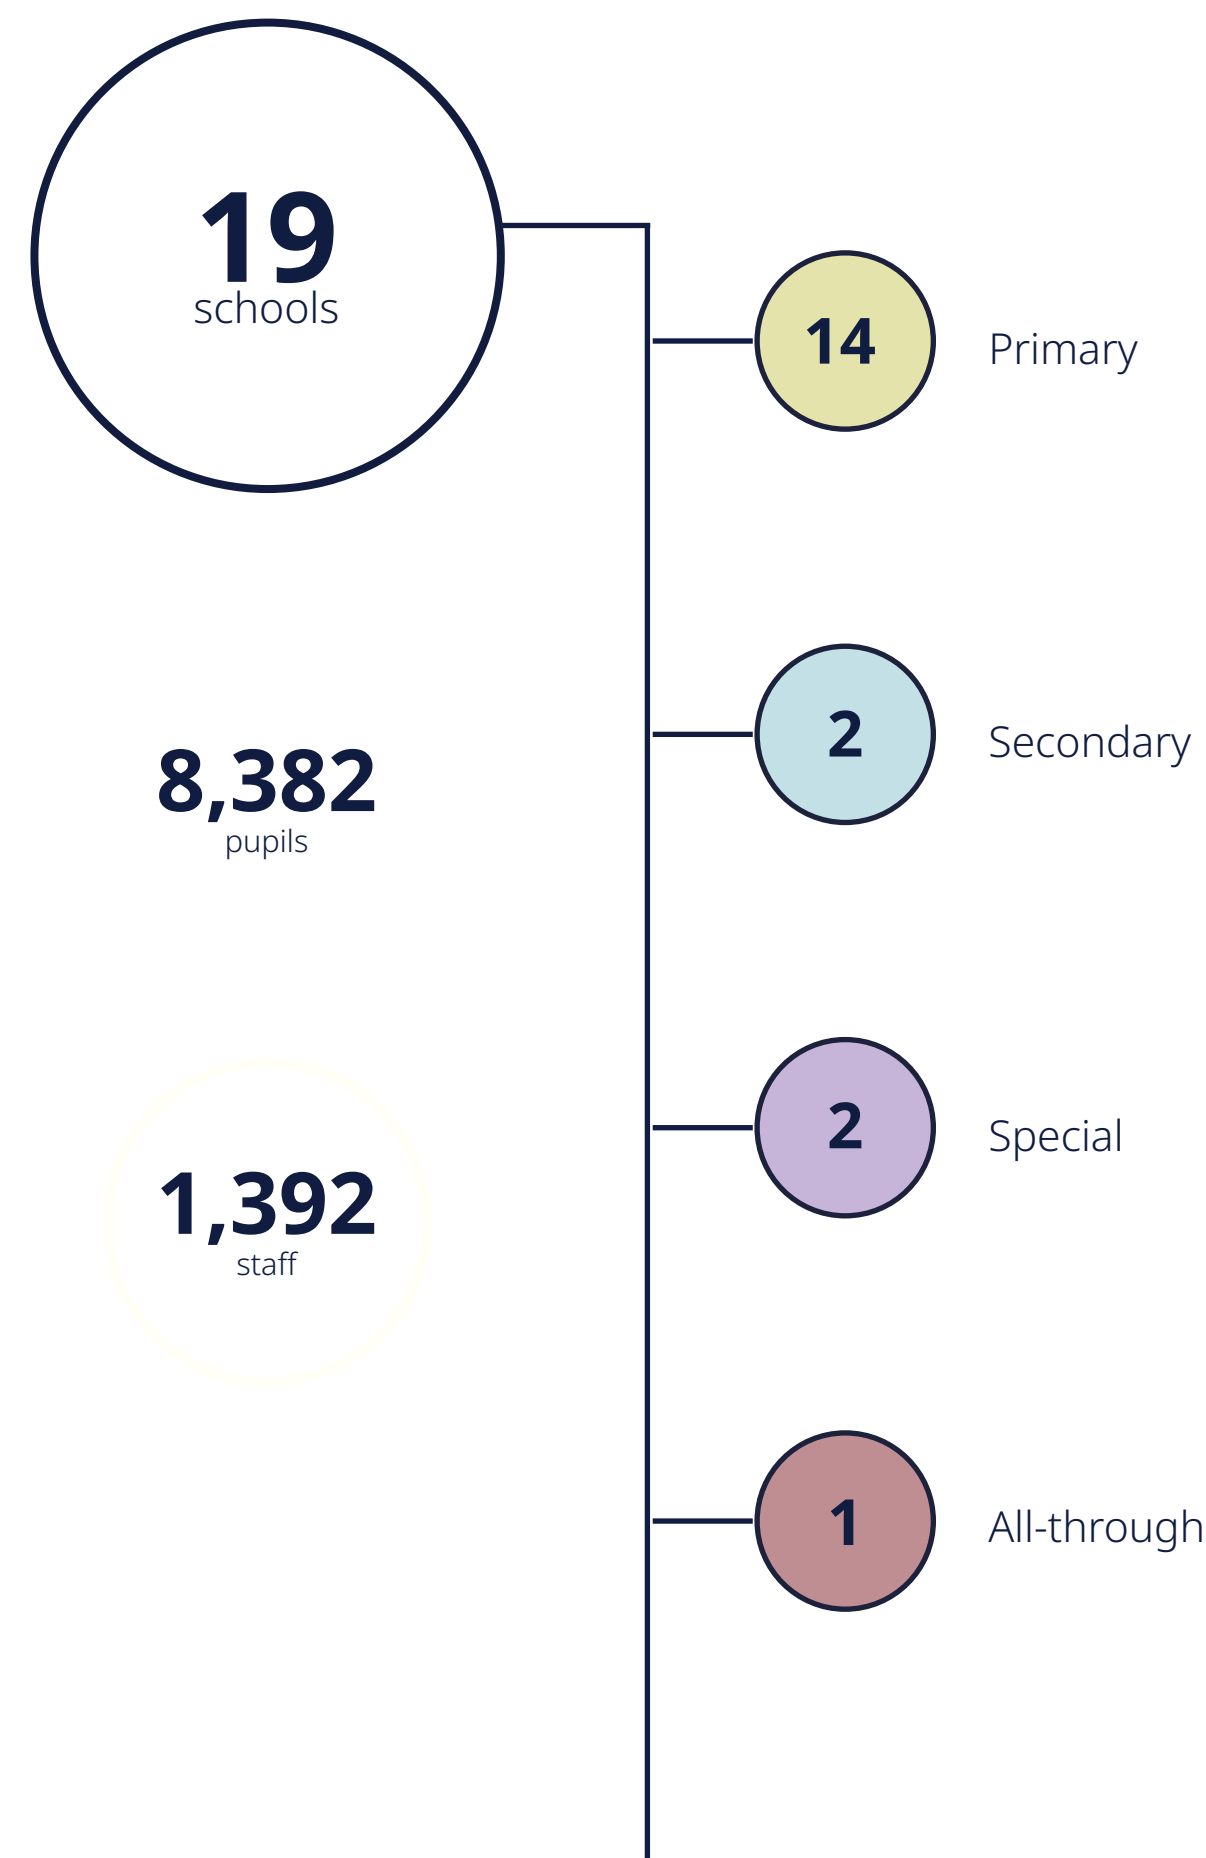 19
schools
8,382
pupils
1,392
staff
14
Primary
2
Secondary
2
Special
1
All-through